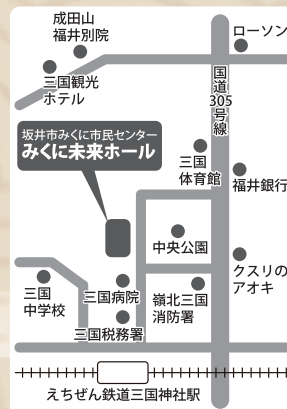 成田山
福井別院
ローソン
三国観光
ホテル
国道305号線
坂井市みくに市民センター
みくに未来ホール
三国
体育館
福井銀行
中央公園
クスリの
アオキ
三国
中学校
三国病院
嶺北三国
消防署
三国税務署
えちぜん鉄道三国神社駅